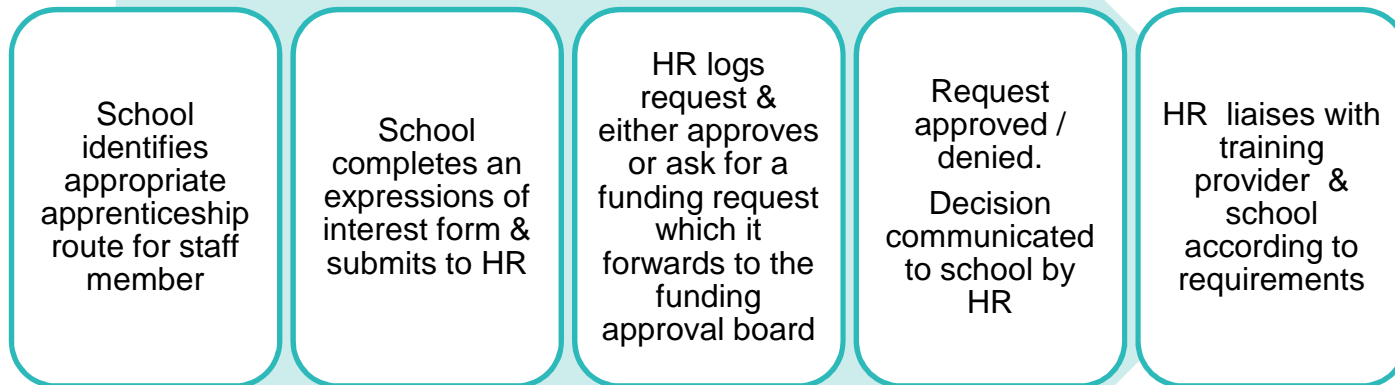 School
identifies
appropriate
apprenticeship
route for staff
member
School
completes an
expressions of
interest form &
submits to HR
HR logs
request &
either approves
or ask for a
funding request
which it
forwards to the
funding
approval board
Request
approved /
denied.
Decision
communicated
to school by
HR
HR liaises with
training
provider &
school
according to
requirements